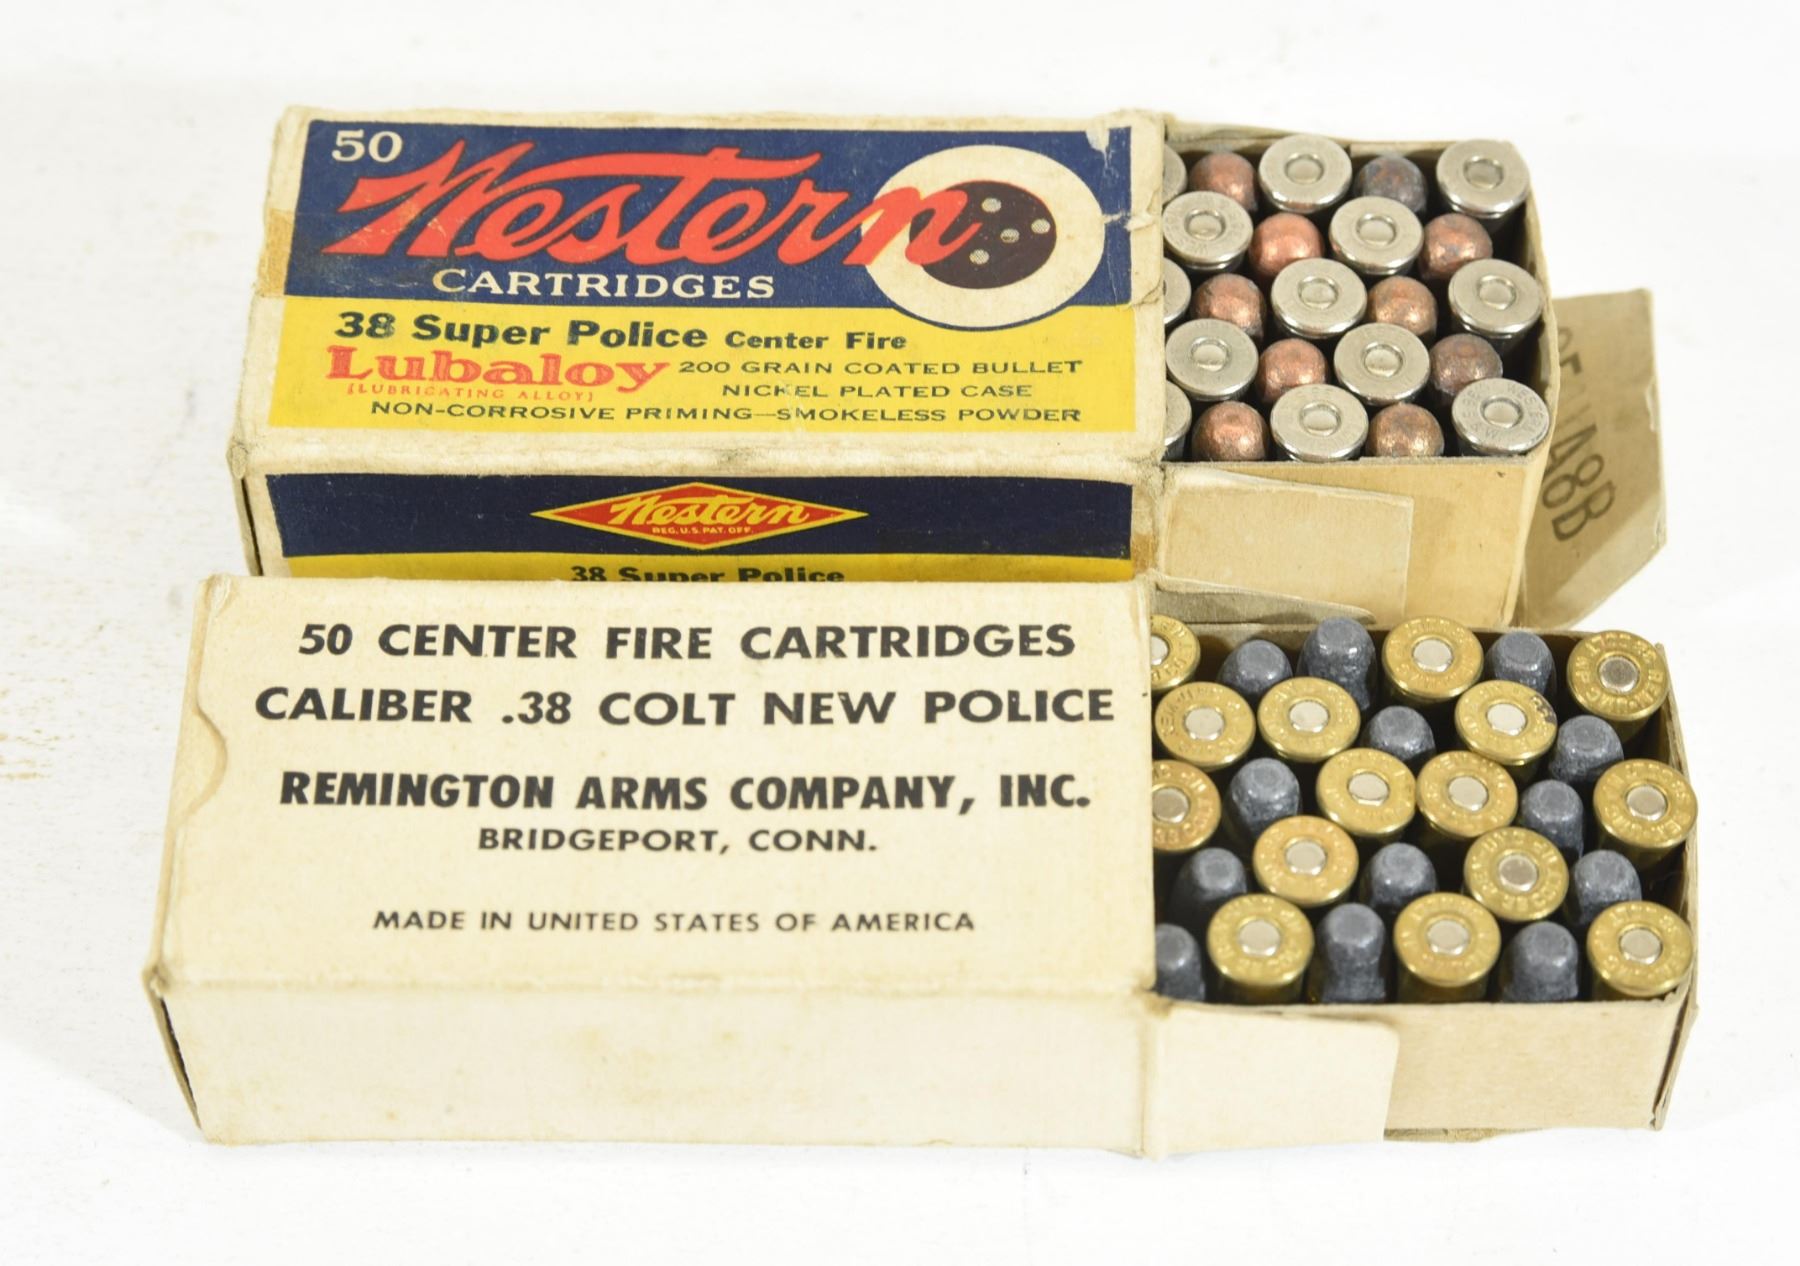 50
Western
CARTRIDGES
38 Super Police Center Fire
Lubaloy 200 GRAIN COATED BULLET
[LUBRICATING ALLOY] NICKEL PLATED CASE
NON-CORROSIVE PRIMING—SMOKELESS POWDER
Western
REG. U.S. PAT. OFF.
38 Super Police
50 CENTER FIRE CARTRIDGES
CALIBER .38 COLT NEW POLICE
REMINGTON ARMS COMPANY, INC.
BRIDGEPORT, CONN.
MADE IN UNITED STATES OF AMERICA